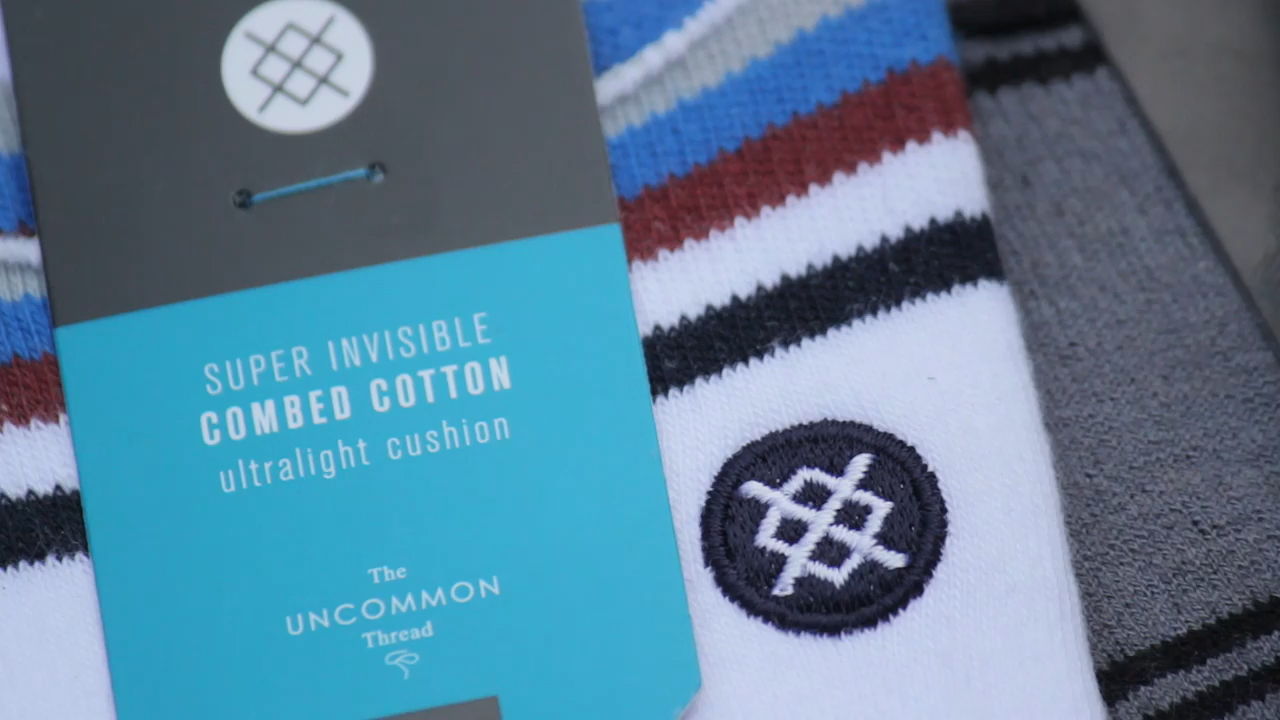 SUPER INVISIBLE
COMBED COTTON
ultralight cushion
The
UNCOMMON
Thread